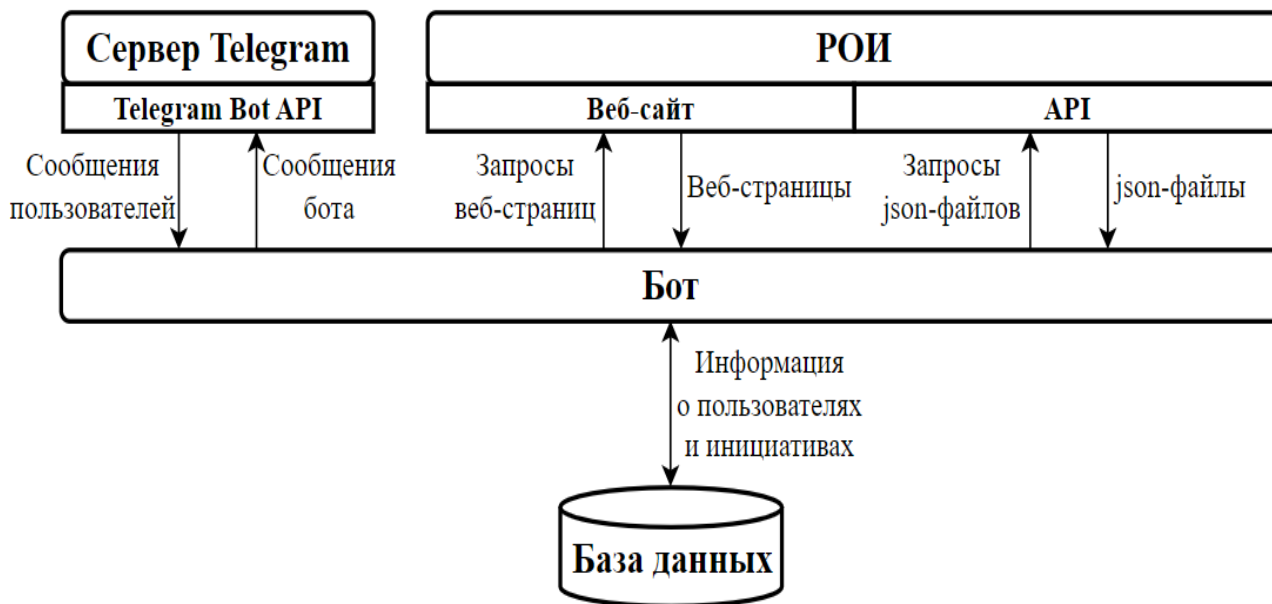 Сервер Telegram
РОИ
Telegram Bot API
Веб-сайт
API
Сообщения
пользователей
Сообщения
бота
Запросы
веб-страниц
Веб-страницы
Запросы
json-файлов
json-файлы
Бот
Информация
о пользователях
и инициативах
База данных